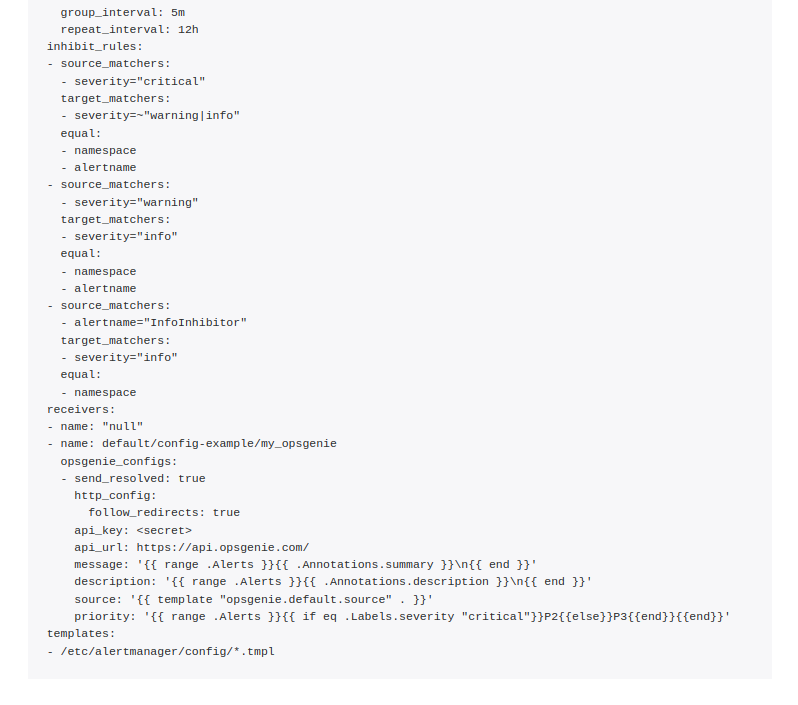 group_interval: 5m
  repeat_interval: 12h
inhibit_rules:
- source_matchers:
  - severity="critical"
  target_matchers:
  - severity=~"warning|info"
  equal:
  - namespace
  - alertname
- source_matchers:
  - severity="warning"
  target_matchers:
  - severity="info"
  equal:
  - namespace
  - alertname
- source_matchers:
  - alertname="InfoInhibitor"
  target_matchers:
  - severity="info"
  equal:
  - namespace
receivers:
- name: "null"
- name: default/config-example/my_opsgenie
  opsgenie_configs:
  - send_resolved: true
    http_config:
      follow_redirects: true
    api_key: <secret>
    api_url: https://api.opsgenie.com/
    message: '{{ range .Alerts }}{{ .Annotations.summary }}\n{{ end }}'
    description: '{{ range .Alerts }}{{ .Annotations.description }}\n{{ end }}'
    source: '{{ template "opsgenie.default.source" . }}'
    priority: '{{ range .Alerts }}{{ if eq .Labels.severity "critical"}}P2{{else}}P3{{end}}{{end}}'
templates:
- /etc/alertmanager/config/*.tmpl